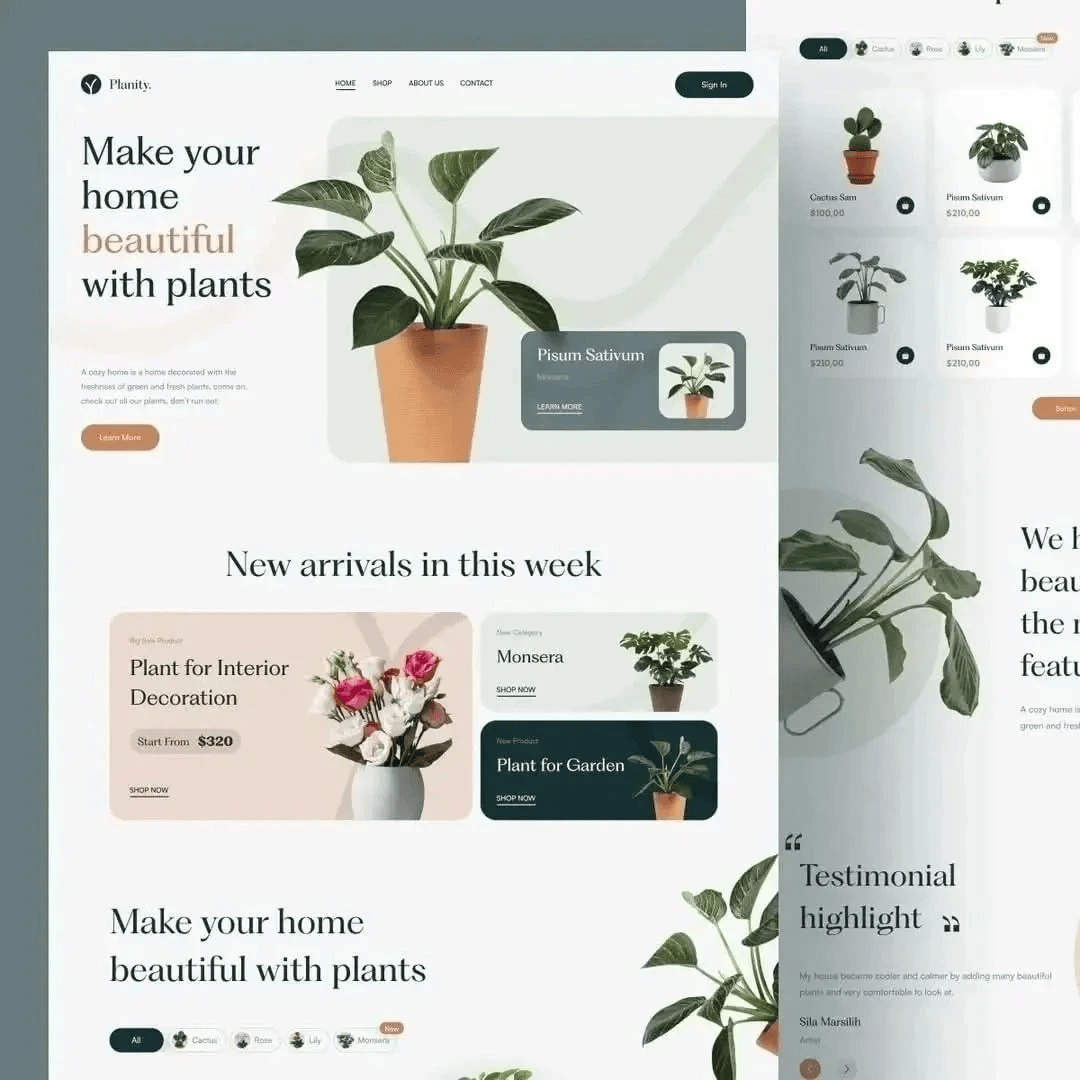 Planity.
HOME
SHOP
ABOUT US
CONTACT
Sign In
Make your
home
beautiful
with plants
A cozy home is a home decorated with the
freshness of green and fresh plants, come on,
check out all our plants, don't run out.
Learn More
Pisum Sativum
Monsera
LEARN MORE
New arrivals in this week
Big Sale Product
Plant for Interior
Decoration
Start From $320
SHOP NOW
New Category
Monsera
SHOP NOW
New Product
Plant for Garden
SHOP NOW
Make your home
beautiful with plants
All
Cactus
Rose
Lily
Monsera
New
All
Cactus
Rose
Lily
Monsera
New
Cactus Sam
$100,00
Pisum Sativum
$210,00
Pisum Sativum
$210,00
Pisum Sativum
$210,00
We h
beau
the
featu
A cozy home is
green and fresh
“
Testimonial
highlight ”
My house became cooler and calmer by adding many beautiful
plants and very comfortable to look at.
Sila Marsilih
Artist